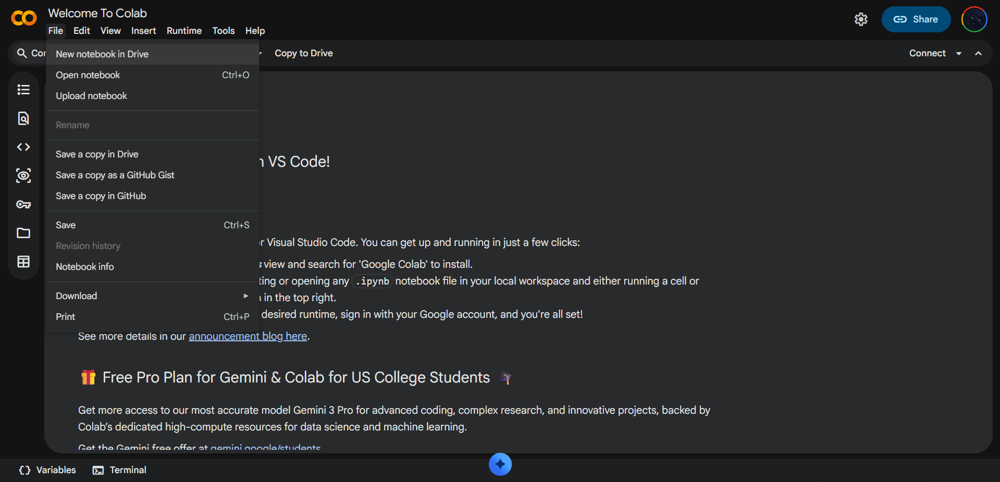 Welcome To Colab
File Edit View Insert Runtime Tools Help
Share
Copy to Drive
Connect
New notebook in Drive
Open notebook Ctrl+O
Upload notebook
Rename
Save a copy in Drive
Save a copy as a GitHub Gist
Save a copy in GitHub
Save Ctrl+S
Revision history
Notebook info
Download
Print Ctrl+P
VS Code!
Visual Studio Code. You can get up and running in just a few clicks:
view and search for 'Google Colab' to install.
or opening any .ipynb notebook file in your local workspace and either running a cell or
in the top right.
desired runtime, sign in with your Google account, and you're all set!
See more details in our announcement blog here.
Free Pro Plan for Gemini & Colab for US College Students
Get more access to our most accurate model Gemini 3 Pro for advanced coding, complex research, and innovative projects, backed by
Colab’s dedicated high-compute resources for data science and machine learning.
Get the Gemini free offer at gemini.google/students
Variables Terminal